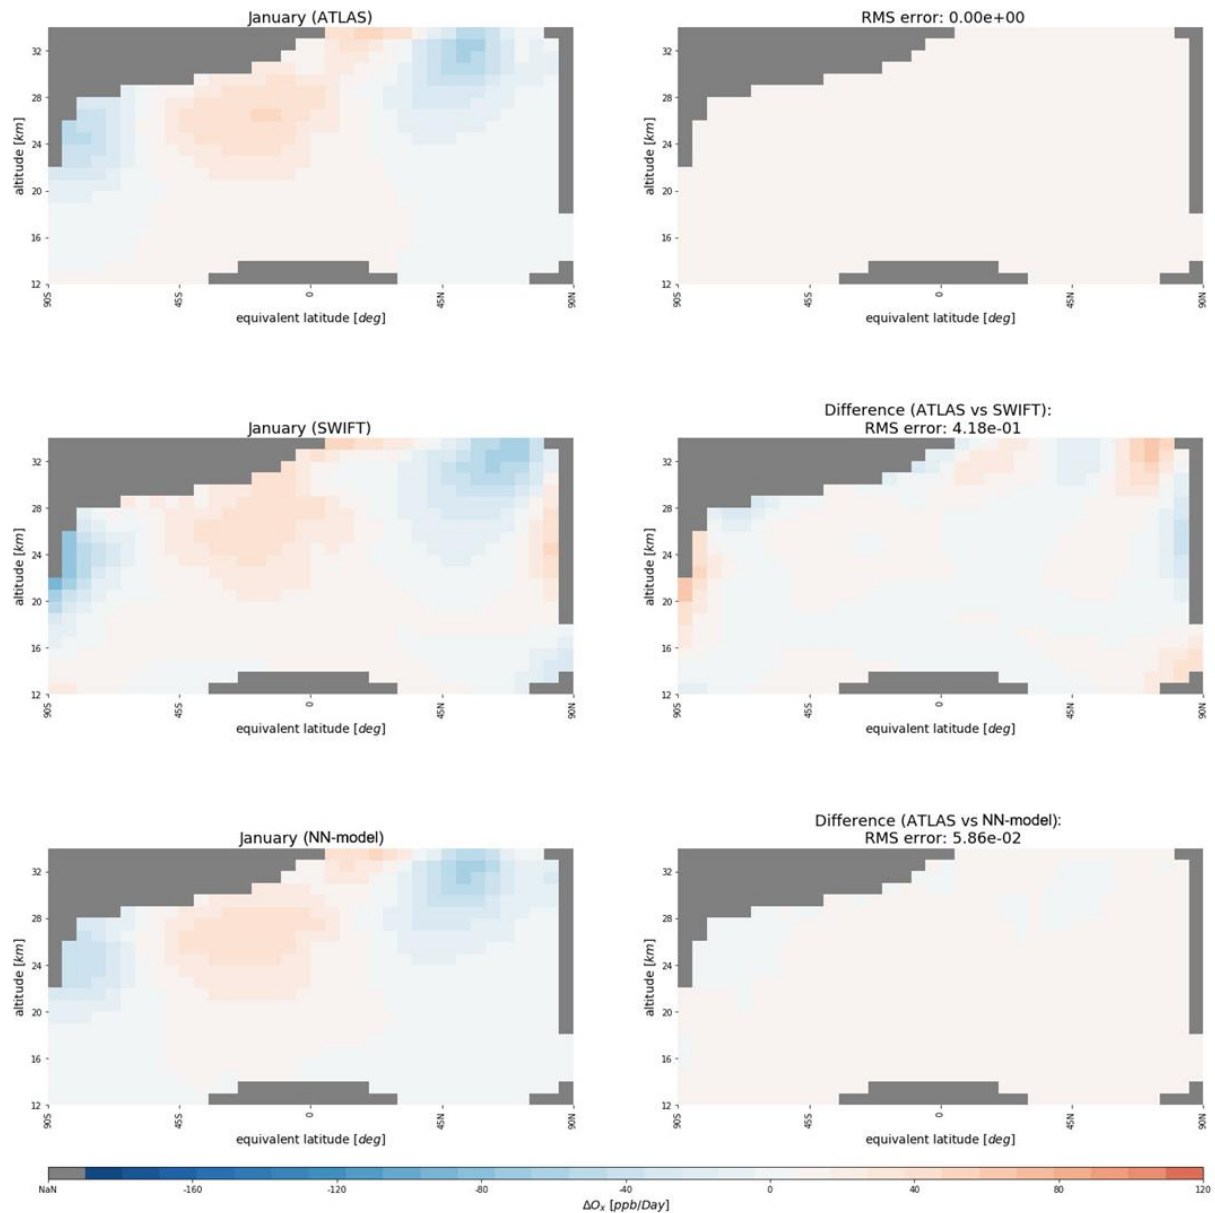 January (ATLAS)
RMS error: 0.00e+00
altitude [km]
32
28
24
20
16
12
90S
45S
0
45N
90N
equivalent latitude [deg]
altitude [km]
32
28
24
20
16
12
90S
45S
0
45N
90N
equivalent latitude [deg]
January (SWIFT)
Difference (ATLAS vs SWIFT):
RMS error: 4.18e-01
altitude [km]
32
28
24
20
16
12
90S
45S
0
45N
90N
equivalent latitude [deg]
altitude [km]
32
28
24
20
16
12
90S
45S
0
45N
90N
equivalent latitude [deg]
January (NN-model)
Difference (ATLAS vs NN-model):
RMS error: 5.86e-02
altitude [km]
32
28
24
20
16
12
90S
45S
0
45N
90N
equivalent latitude [deg]
altitude [km]
32
28
24
20
16
12
90S
45S
0
45N
90N
equivalent latitude [deg]
NaN -160 -120 -80 -40 0 40 80 120
ΔOₓ [ppb/Day]